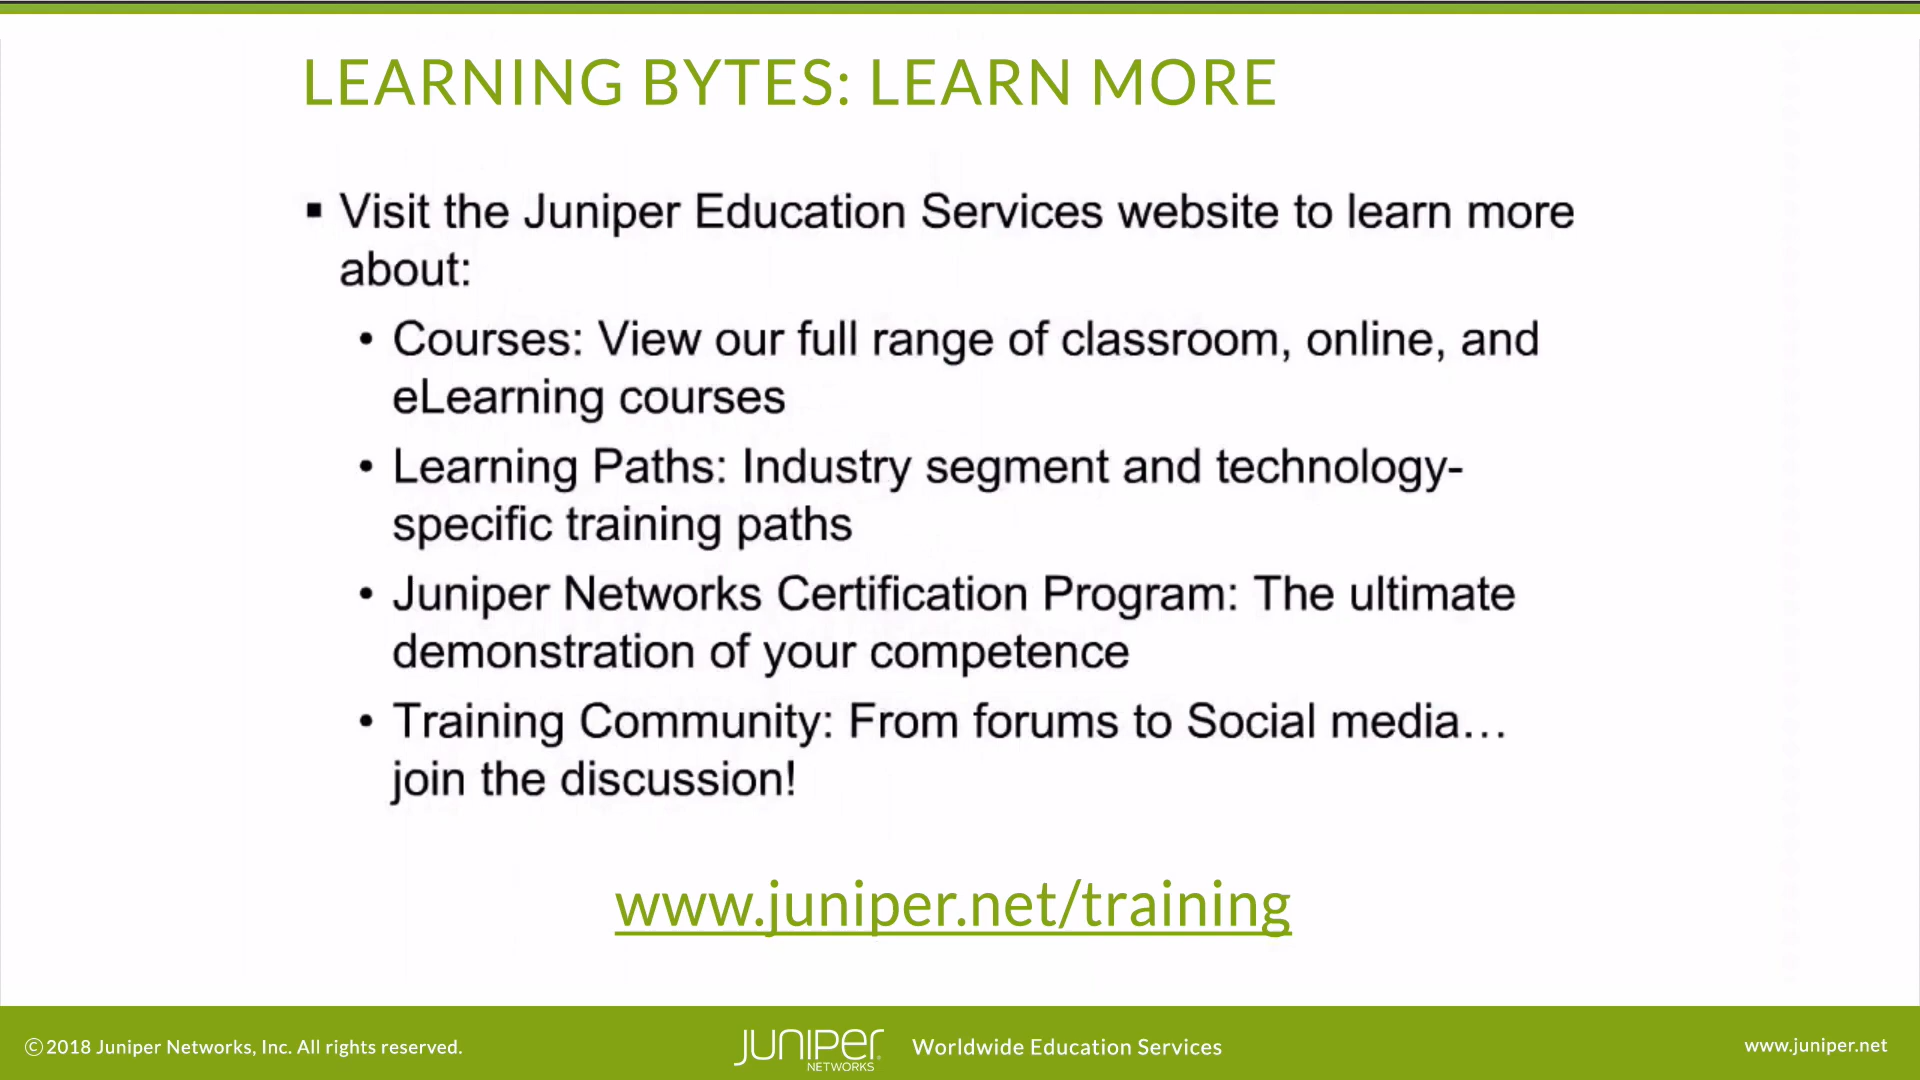 LEARNING BYTES: LEARN MORE
▪ Visit the Juniper Education Services website to learn more
about:
• Courses: View our full range of classroom, online, and
eLearning courses
• Learning Paths: Industry segment and technology-
specific training paths
• Juniper Networks Certification Program: The ultimate
demonstration of your competence
• Training Community: From forums to Social media…
join the discussion!
www.juniper.net/training
©2018 Juniper Networks, Inc. All rights reserved.
JUNIPER
NETWORKS
Worldwide Education Services
www.juniper.net